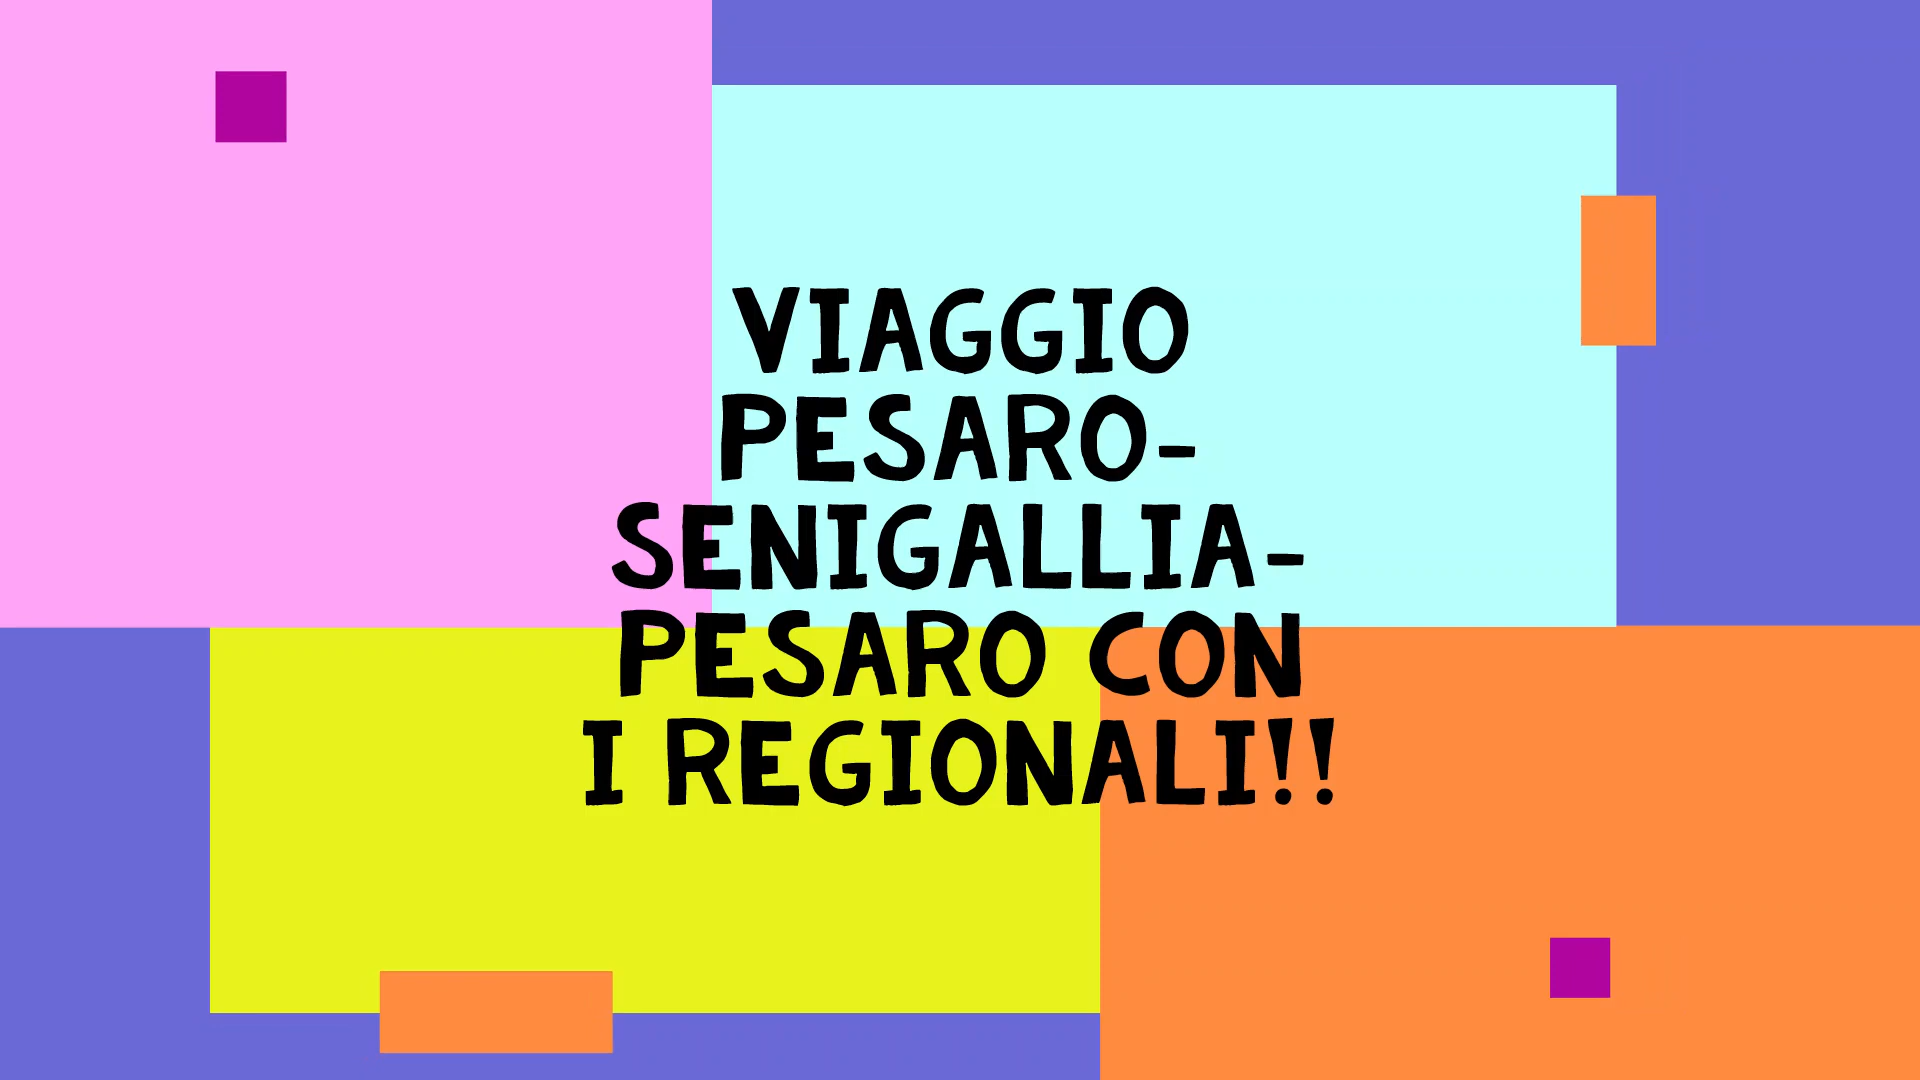 VIAGGIO
PESARO-
SENIGALLIA-
PESARO CON
I REGIONALI!!